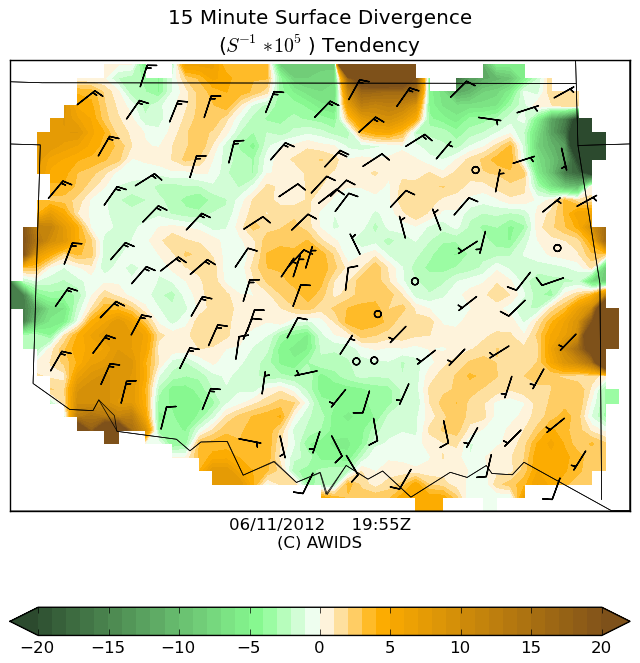 15 Minute Surface Divergence
(S⁻¹ * 10⁵ ) Tendency
06/11/2012 19:55Z
(C) AWIDS
−20 −15 −10 −5 0 5 10 15 20